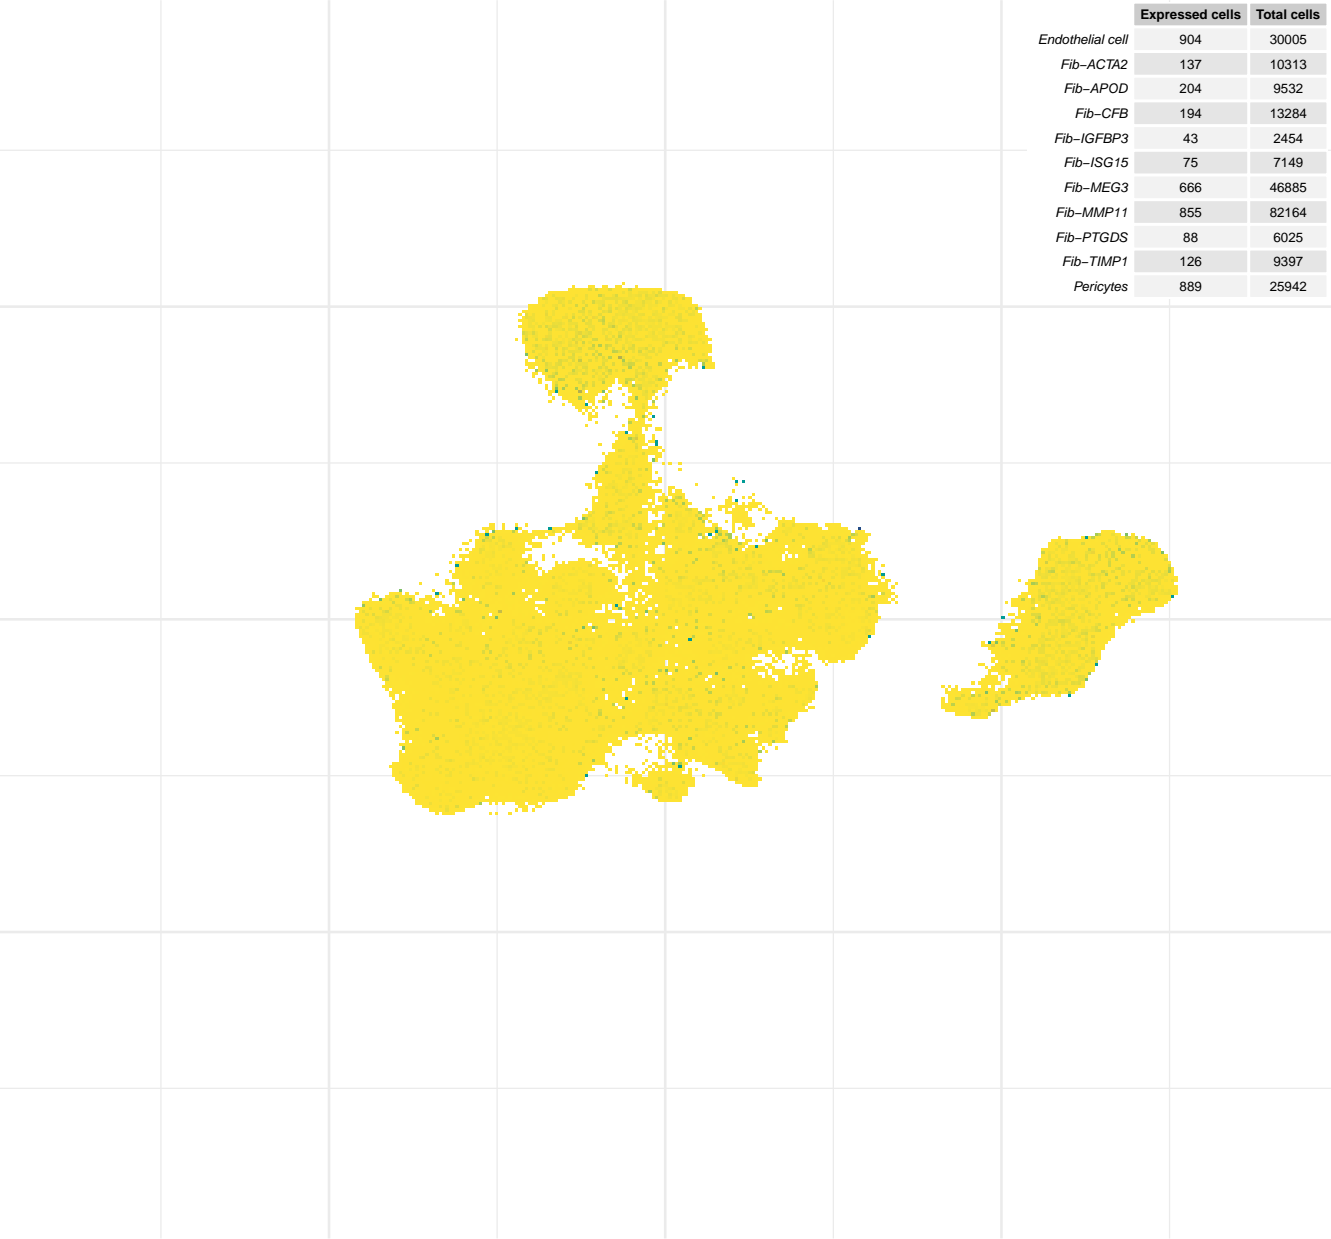 Expressed cells Total cells
Endothelial cell 904 30005
Fib−ACTA2 137 10313
Fib−APOD 204 9532
Fib−CFB 194 13284
Fib−IGFBP3 43 2454
Fib−ISG15 75 7149
Fib−MEG3 666 46885
Fib−MMP11 855 82164
Fib−PTGDS 88 6025
Fib−TIMP1 126 9397
Pericytes 889 25942